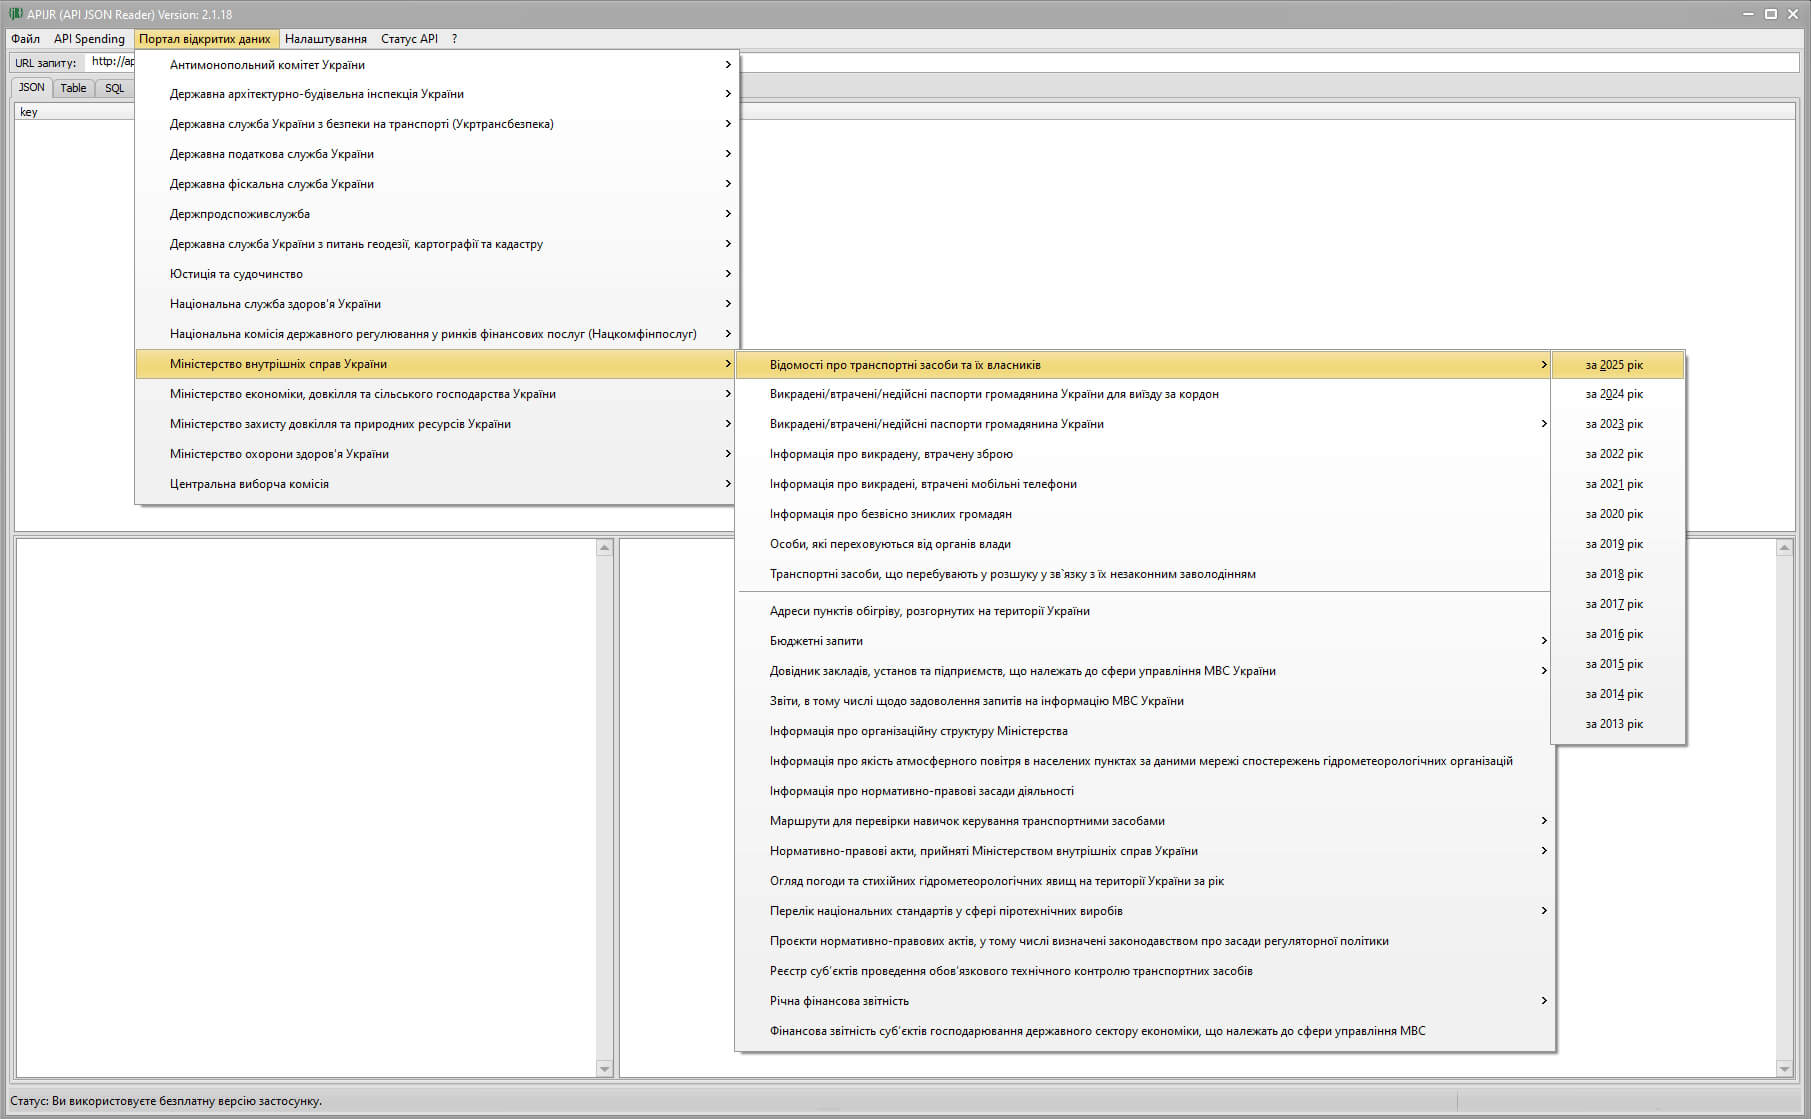 APIJR (API JSON Reader) Version: 2.1.18
Файл API Spending Портал відкритих даних Налаштування Статус API ?
URL запиту: http://ap
JSON Table SQL
key
Антимонопольний комітет України
Державна архітектурно-будівельна інспекція України
Державна служба України з безпеки на транспорті (Укртрансбезпека)
Державна податкова служба України
Державна фіскальна служба України
Держпродспоживслужба
Державна служба України з питань геодезії, картографії та кадастру
Юстиція та судочинство
Національна служба здоров'я України
Національна комісія державного регулювання у ринків фінансових послуг (Нацкомфінпослуг)
Міністерство внутрішніх справ України
Міністерство економіки, довкілля та сільського господарства України
Міністерство захисту довкілля та природних ресурсів України
Міністерство охорони здоров'я України
Центральна виборча комісія
Відомості про транспортні засоби та їх власників
Викрадені/втрачені/недійсні паспорти громадянина України для виїзду за кордон
Викрадені/втрачені/недійсні паспорти громадянина України
Інформація про викрадену, втрачену зброю
Інформація про викрадені, втрачені мобільні телефони
Інформація про безвісно зниклих громадян
Особи, які переховуються від органів влади
Транспортні засоби, що перебувають у розшуку у зв`язку з їх незаконним заволодінням
Адреси пунктів обігріву, розгорнутих на території України
Бюджетні запити
Довідник закладів, установ та підприємств, що належать до сфери управління МВС України
Звіти, в тому числі щодо задоволення запитів на інформацію МВС України
Інформація про організаційну структуру Міністерства
Інформація про якість атмосферного повітря в населених пунктах за даними мережі спостережень гідрометеорологічних організацій
Інформація про нормативно-правові засади діяльності
Маршрути для перевірки навичок керування транспортними засобами
Нормативно-правові акти, прийняті Міністерством внутрішніх справ України
Огляд погоди та стихійних гідрометеорологічних явищ на території України за рік
Перелік національних стандартів у сфері піротехнічних виробів
Проєкти нормативно-правових актів, у тому числі визначені законодавством про засади регуляторної політики
Реєстр суб'єктів проведення обов'язкового технічного контролю транспортних засобів
Річна фінансова звітність
Фінансова звітність суб'єктів господарювання державного сектору економіки, що належать до сфери управління МВС
за 2025 рік
за 2024 рік
за 2023 рік
за 2022 рік
за 2021 рік
за 2020 рік
за 2019 рік
за 2018 рік
за 2017 рік
за 2016 рік
за 2015 рік
за 2014 рік
за 2013 рік
Статус: Ви використовуєте безплатну версію застосунку.